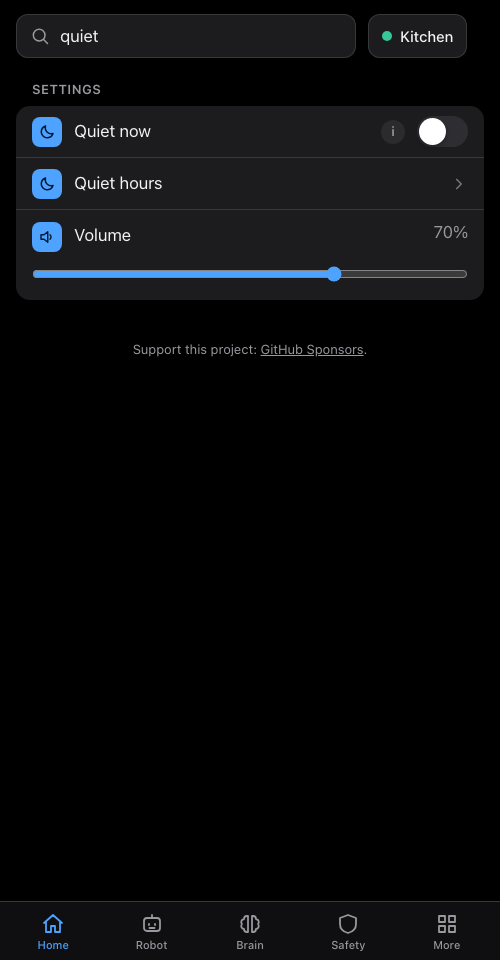 quiet
Kitchen
SETTINGS
Quiet now
i
Quiet hours
Volume
70%
Support this project: GitHub Sponsors.
Home
Robot
Brain
Safety
More